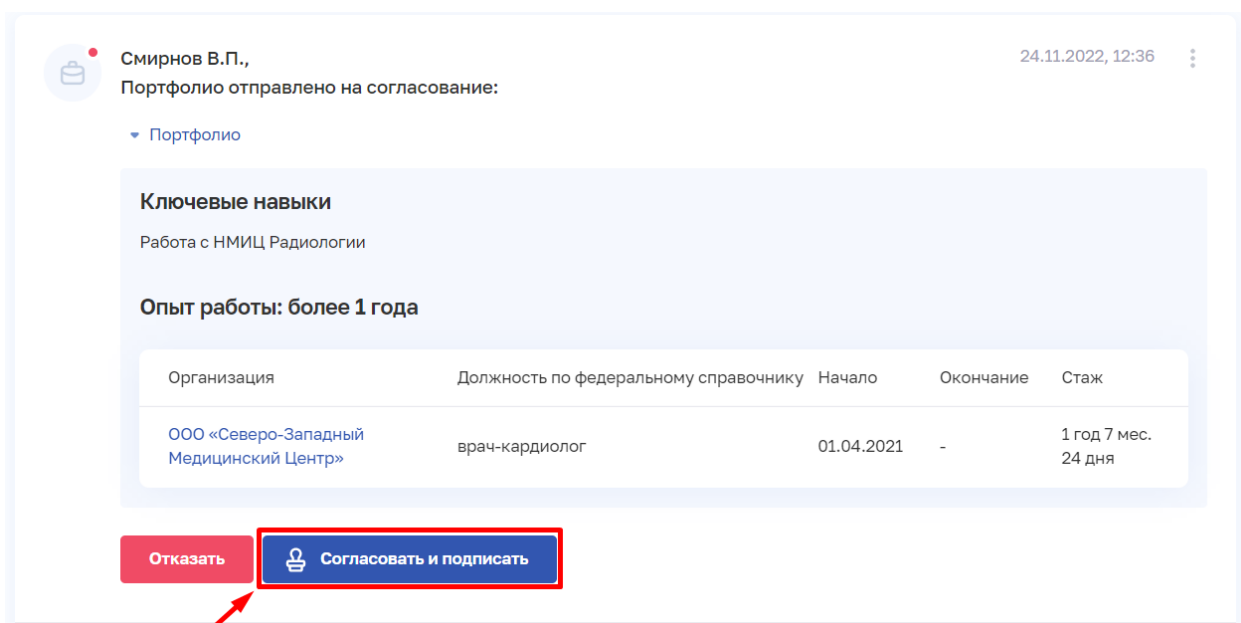 Смирнов В.П.,
24.11.2022, 12:36
Портфолио отправлено на согласование:
Портфолио
Ключевые навыки
Работа с НМИЦ Радиологии
Опыт работы: более 1 года
Организация Должность по федеральному справочнику Начало Окончание Стаж
ООО «Северо-Западный
Медицинский Центр»
врач-кардиолог 01.04.2021 -
1 год 7 мес.
24 дня
Отказать Согласовать и подписать